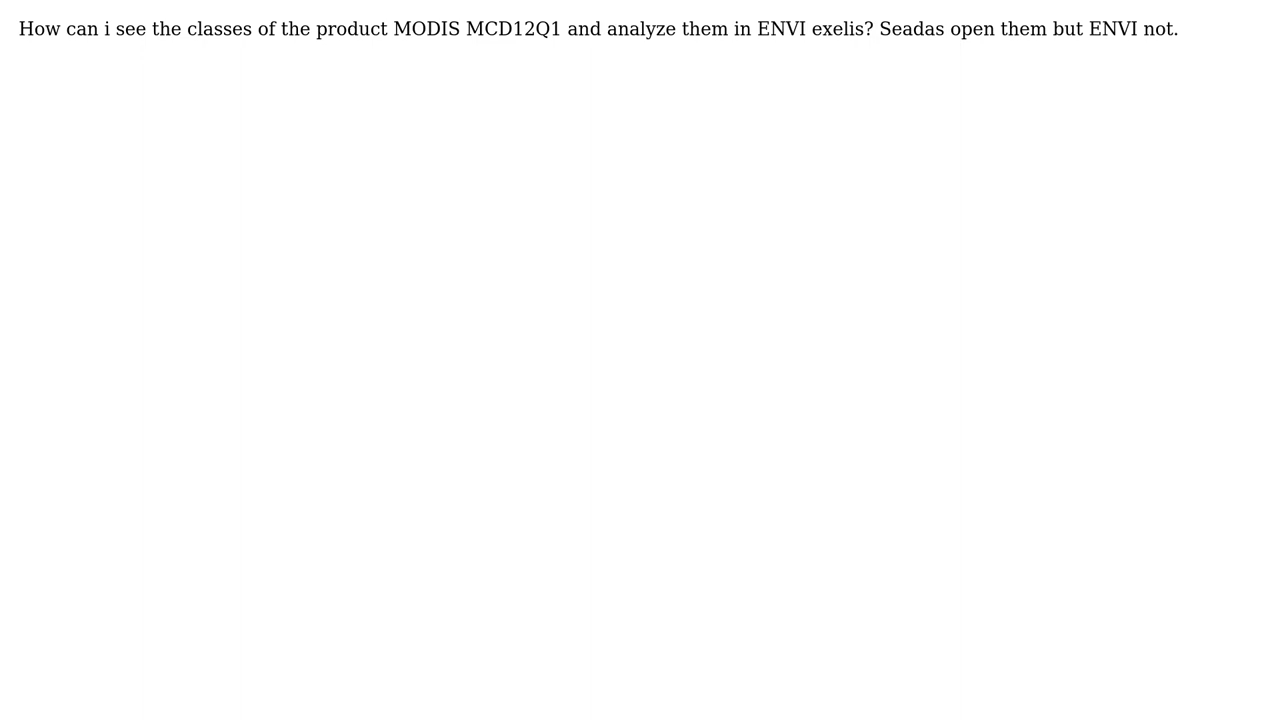 How can i see the classes of the product MODIS MCD12Q1 and analyze them in ENVI exelis? Seadas open them but ENVI not.